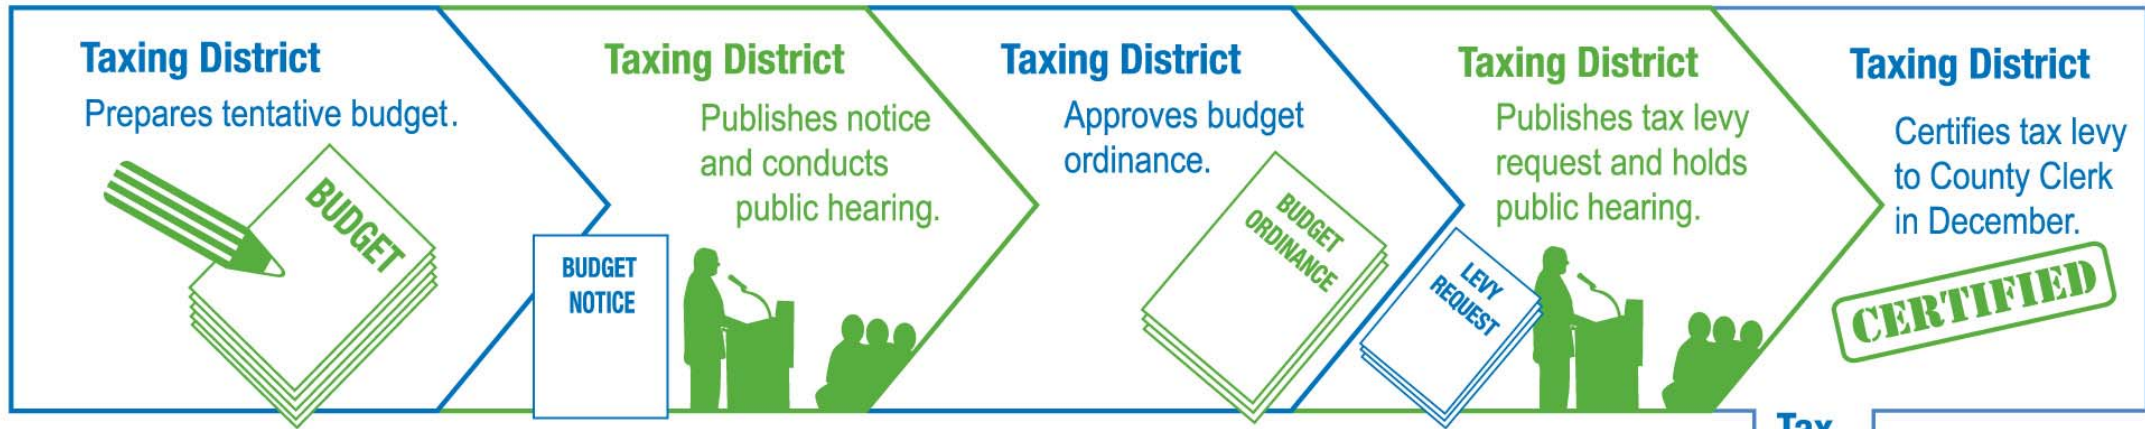 Taxing District
Prepares tentative budget.
BUDGET
Taxing District
Publishes notice
and conducts
public hearing.
BUDGET
NOTICE
Taxing District
Approves budget
ordinance.
BUDGET
ORDINANCE
Taxing District
Publishes tax levy
request and holds
public hearing.
LEVY
REQUEST
Taxing District
Certifies tax levy
to County Clerk
in December.
CERTIFIED
Tax